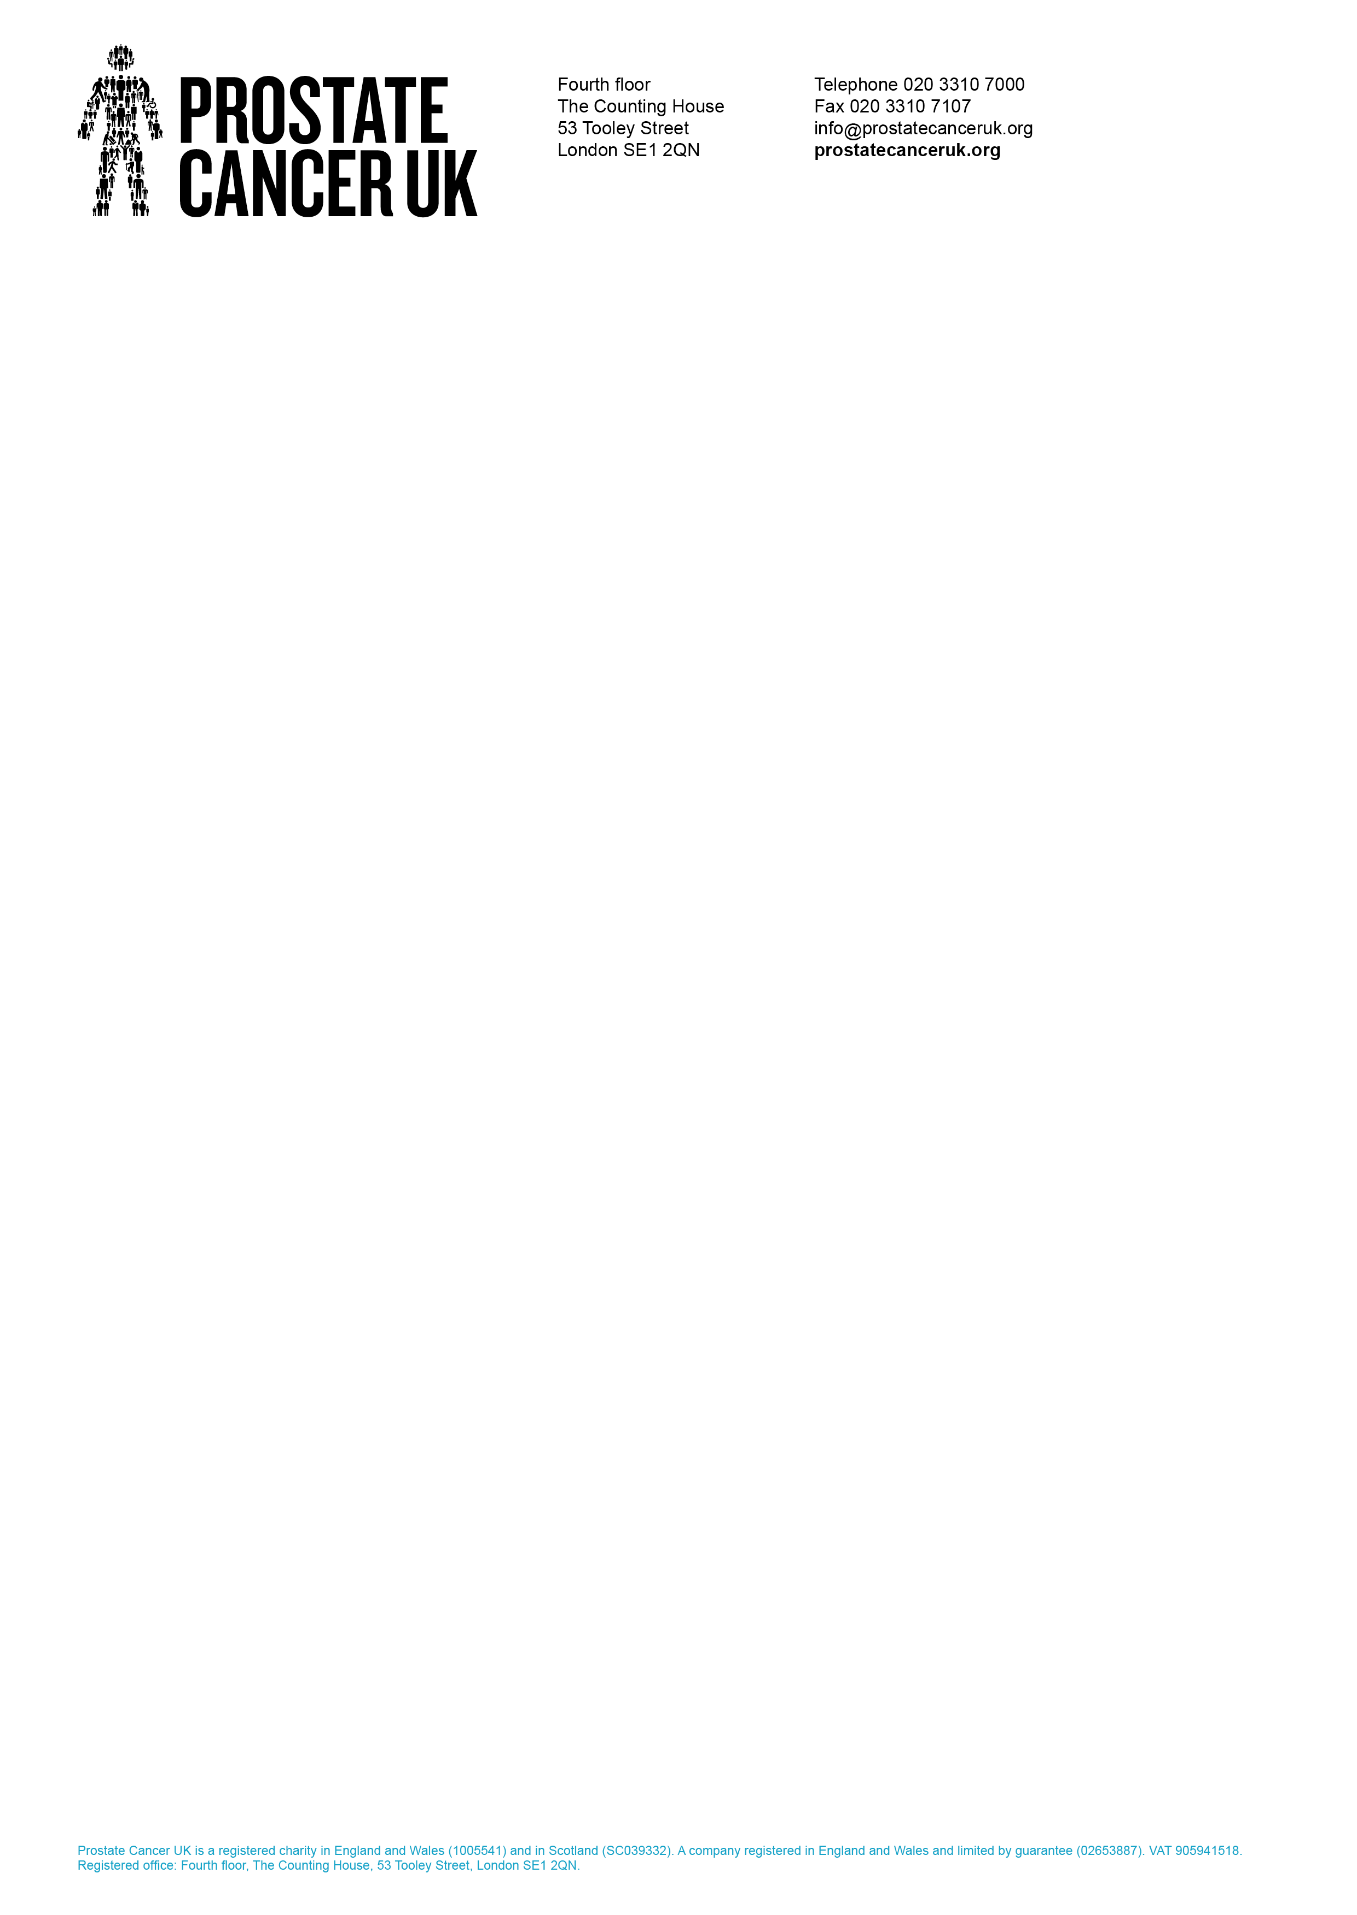 PROSTATE
CANCER UK
Fourth floor
The Counting House
53 Tooley Street
London SE1 2QN
Telephone 020 3310 7000
Fax 020 3310 7107
info@prostatecanceruk.org
prostatecanceruk.org
Prostate Cancer UK is a registered charity in England and Wales (1005541) and in Scotland (SC039332). A company registered in England and Wales and limited by guarantee (02653887). VAT 905941518.
Registered office: Fourth floor, The Counting House, 53 Tooley Street, London SE1 2QN.